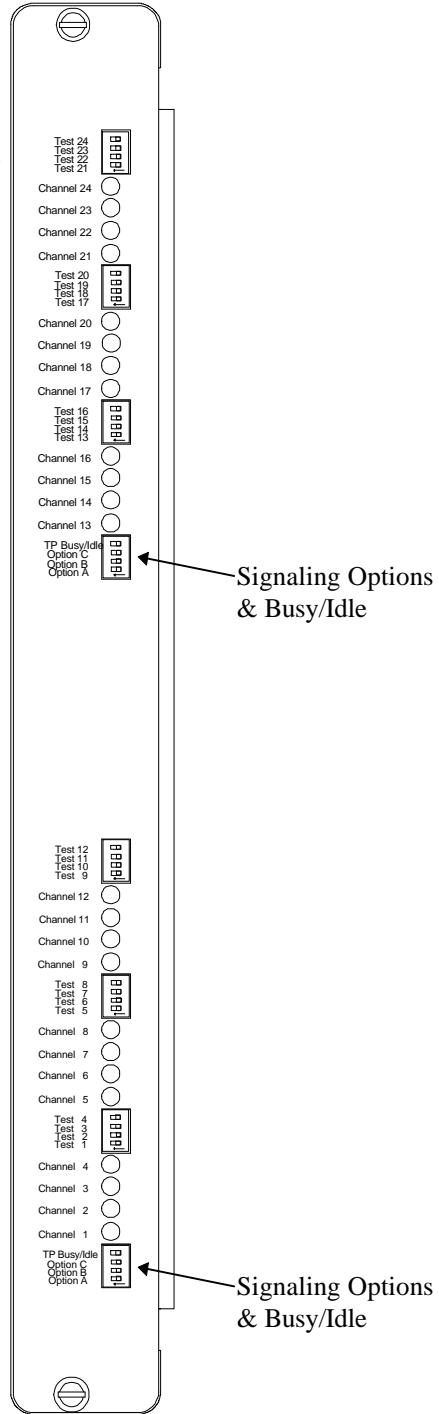 Test 24
Test 23
Test 22
Test 21
Channel 24
Channel 23
Channel 22
Channel 21
Test 20
Test 19
Test 18
Test 17
Channel 20
Channel 19
Channel 18
Channel 17
Test 16
Test 15
Test 14
Test 13
Channel 16
Channel 15
Channel 14
Channel 13
TP Busy/Idle
Option C
Option B
Option A
Signaling Options
& Busy/Idle
Test 12
Test 11
Test 10
Test 9
Channel 12
Channel 11
Channel 10
Channel 9
Test 8
Test 7
Test 6
Test 5
Channel 8
Channel 7
Channel 6
Channel 5
Test 4
Test 3
Test 2
Test 1
Channel 4
Channel 3
Channel 2
Channel 1
TP Busy/Idle
Option C
Option B
Option A
Signaling Options
& Busy/Idle